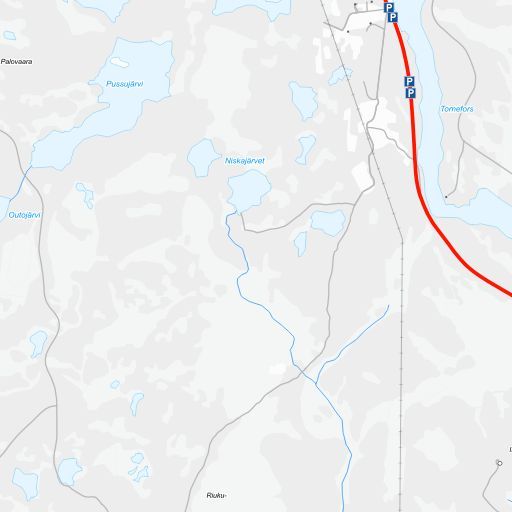 P
P
Palovaara
Pussujärvi
P
P
Tornefors
Niskajärvet
Outojärvi
Riuku-